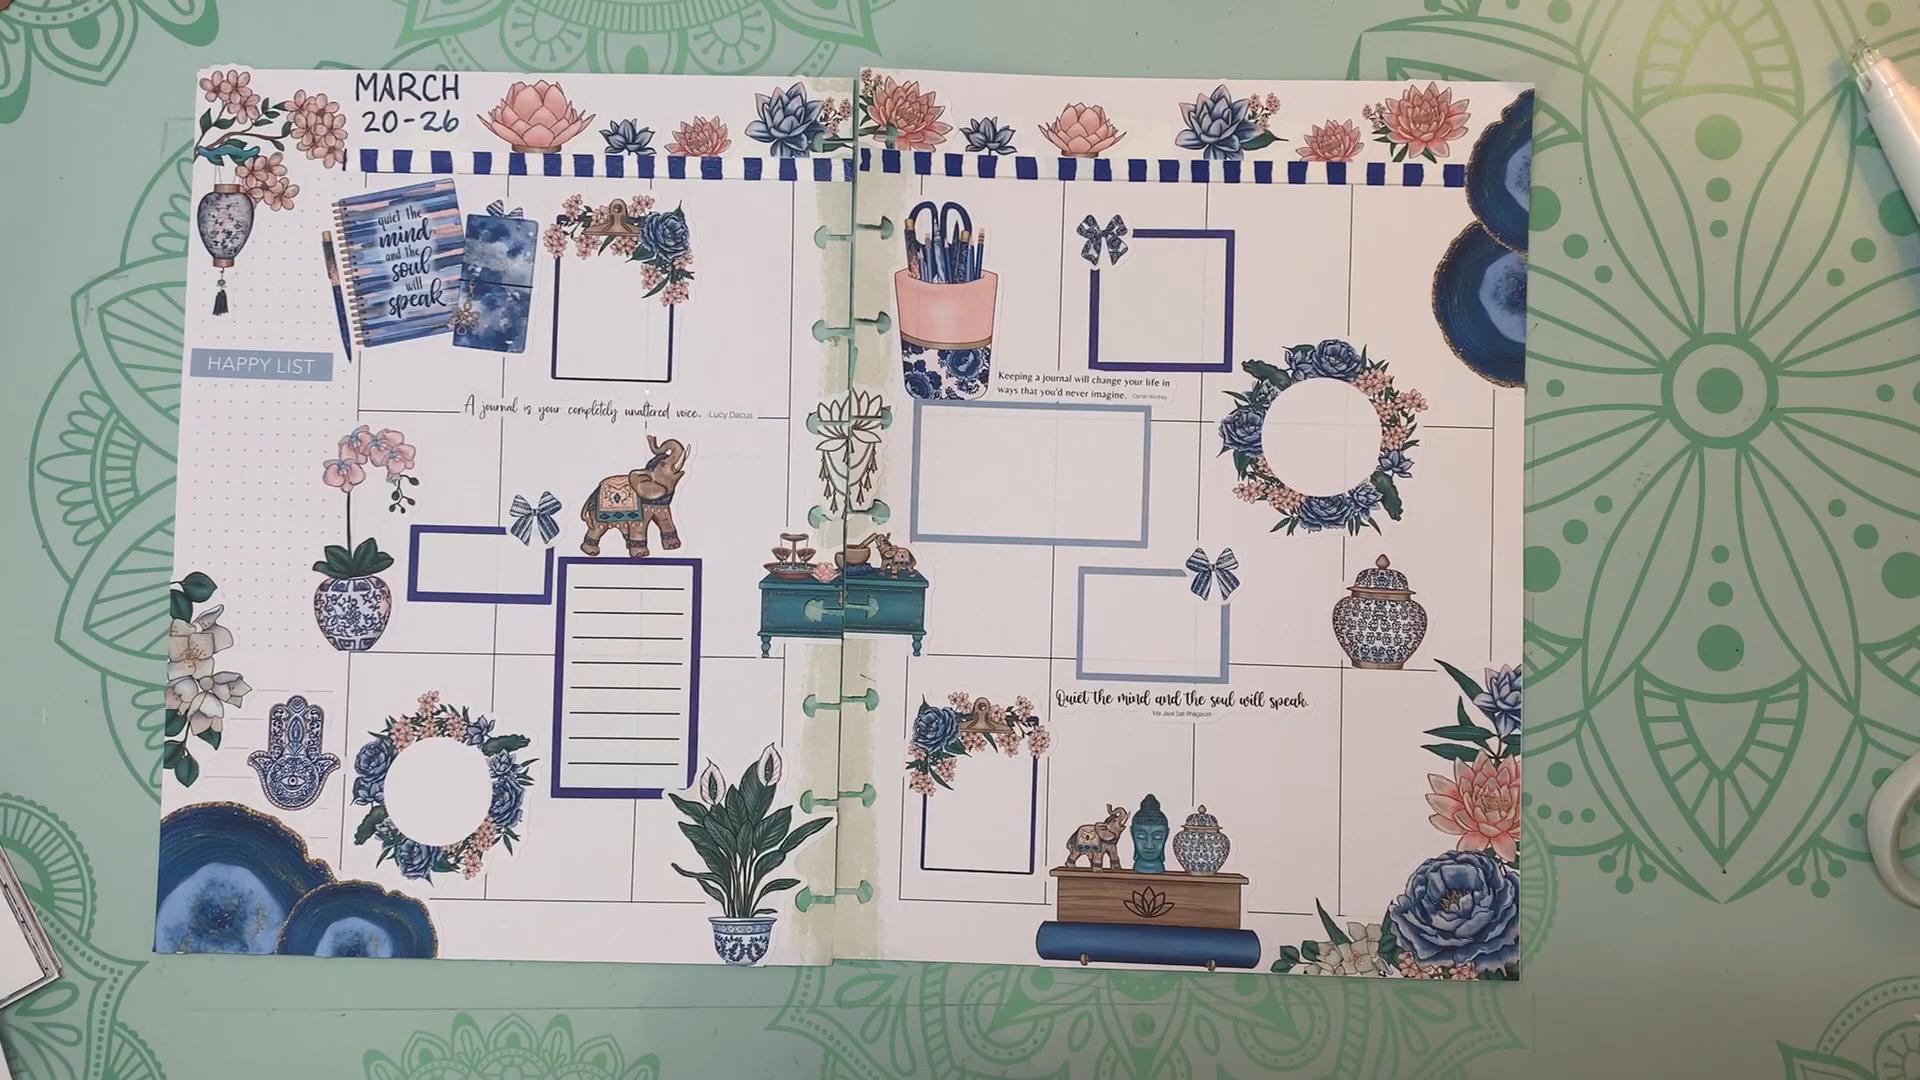 MARCH
20-26
quiet the
mind
and the
soul
will
speak
HAPPY LIST
A journal is your completely unaltered voice. -Lucy Dacus
Keeping a journal will change your life in
ways that you'd never imagine. -Oprah Winfrey
Quiet the mind and the soul will speak.
Ma Jaya Sati Bhagavati